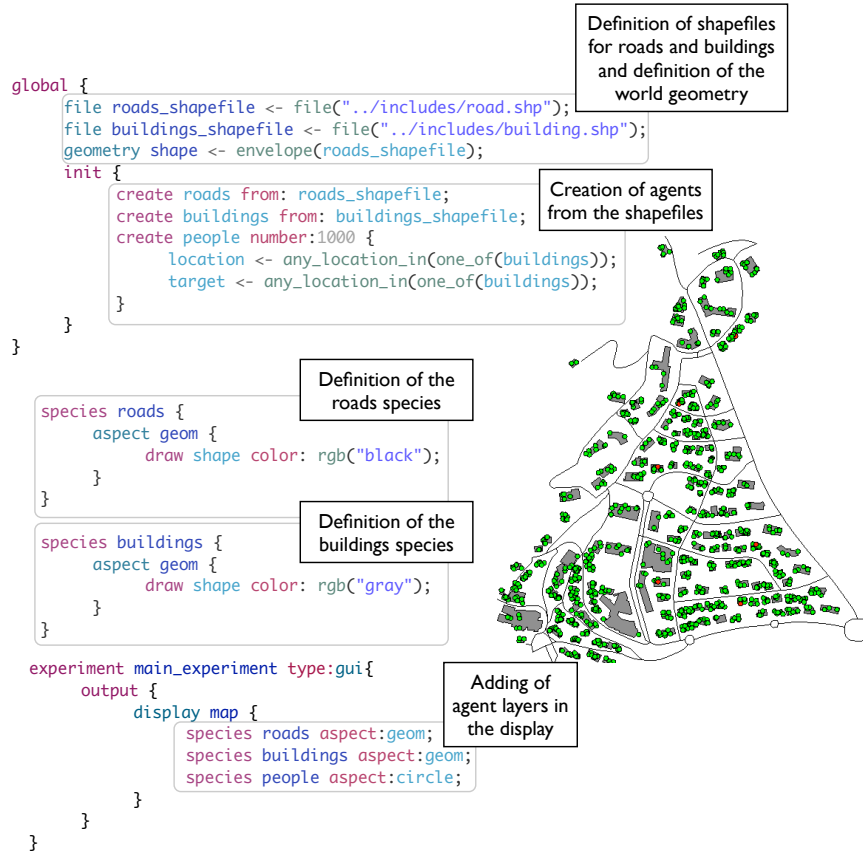 Definition of shapefiles
for roads and buildings
and definition of the
world geometry
global {
file roads_shapefile <- file("../includes/road.shp");
file buildings_shapefile <- file("../includes/building.shp");
geometry shape <- envelope(roads_shapefile);
init {
Creation of agents
from the shapefiles
create roads from: roads_shapefile;
create buildings from: buildings_shapefile;
create people number:1000 {
location <- any_location_in(one_of(buildings));
target <- any_location_in(one_of(buildings));
}
}
}
Definition of the
roads species
species roads {
aspect geom {
draw shape color: rgb("black");
}
}
Definition of the
buildings species
species buildings {
aspect geom {
draw shape color: rgb("gray");
}
}
experiment main_experiment type:gui{
output {
display map {
Adding of
agent layers in
the display
species roads aspect:geom;
species buildings aspect:geom;
species people aspect:circle;
}
}
}